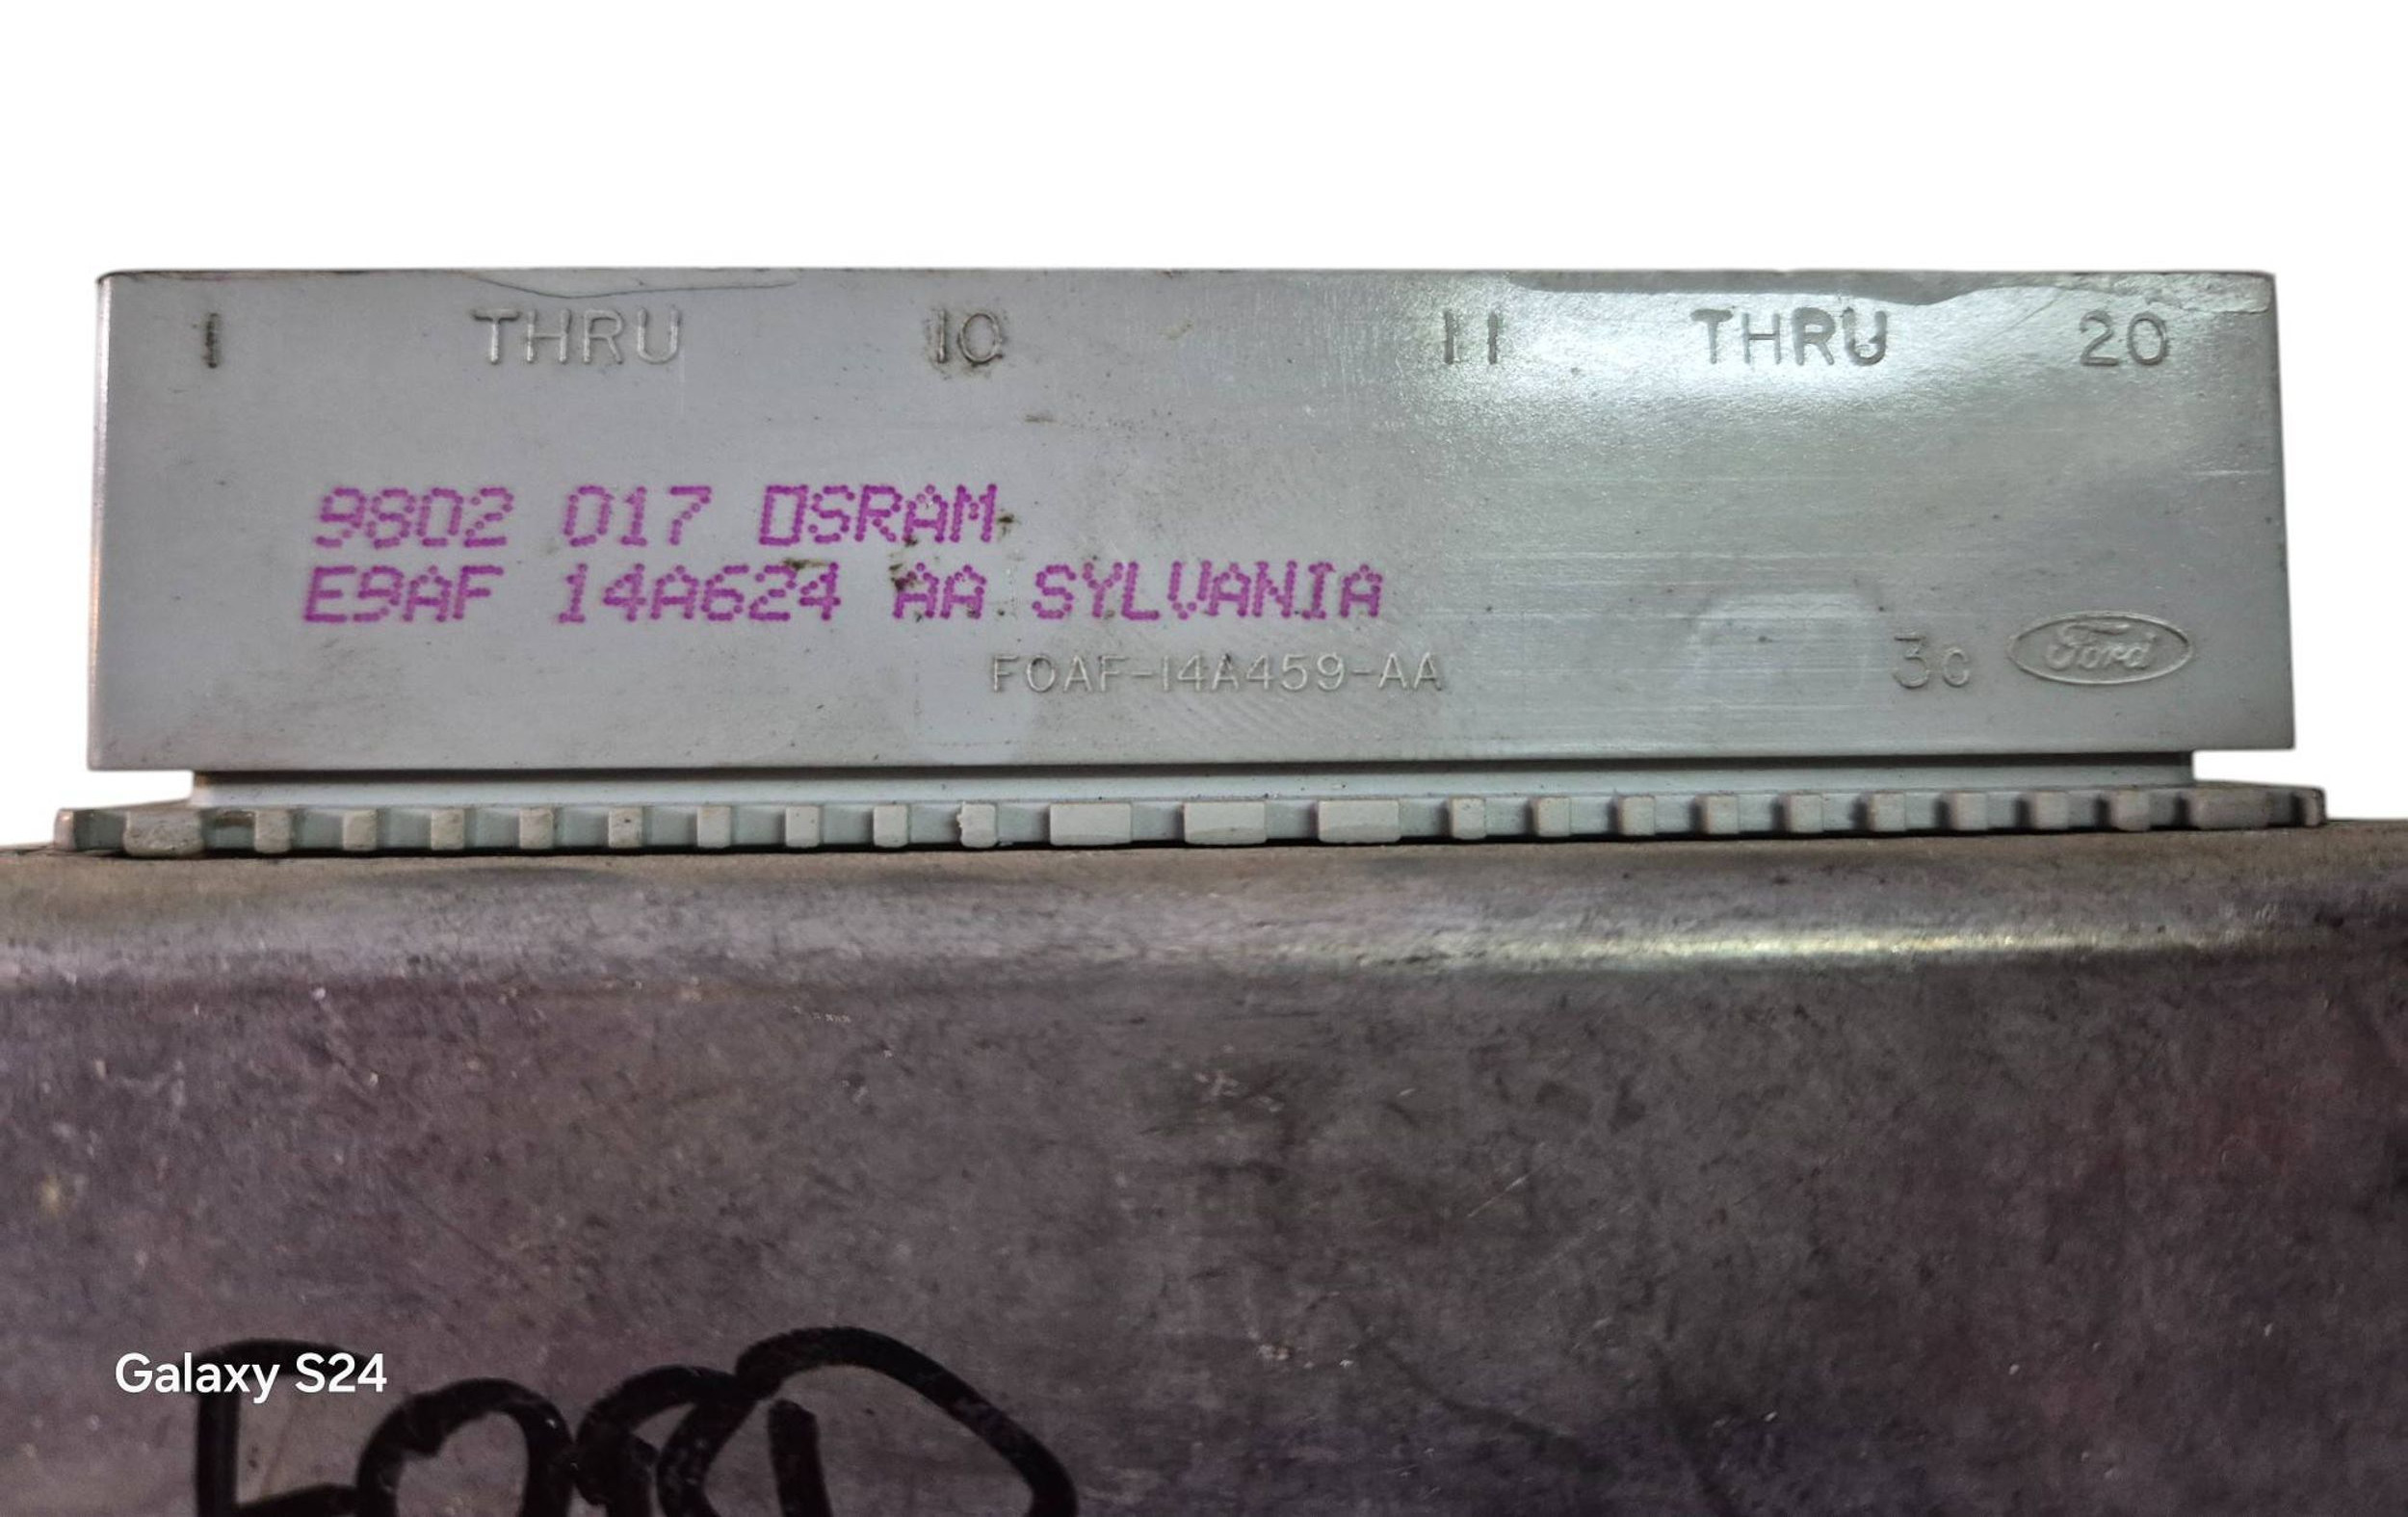 1 THRU 10 11 THRU 20
9802 017 OSRAM
E9AF 14A624 AA SYLVANIA
F0AF-14A459-AA
3c Ford
Galaxy S24
FORD